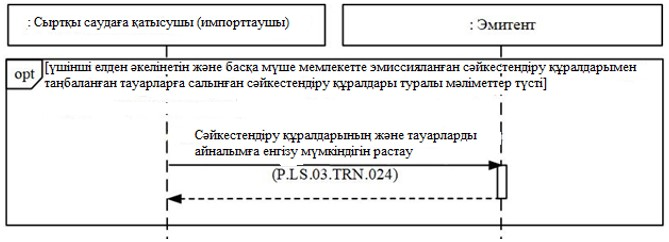 : Сыртқы саудаға қатысушы (импорттаушы)
: Эмитент
opt
[үшінші елден әкелінетін және басқа мүше мемлекетте эмиссияланған сәйкестендіру құралдарымен
таңбаланған тауарларға салынған сәйкестендіру құралдары туралы мәліметтер түсті]
Сәйкестендіру құралдарының және тауарларды
айналымға енгізу мүмкіндігін растау
(P.LS.03.TRN.024)